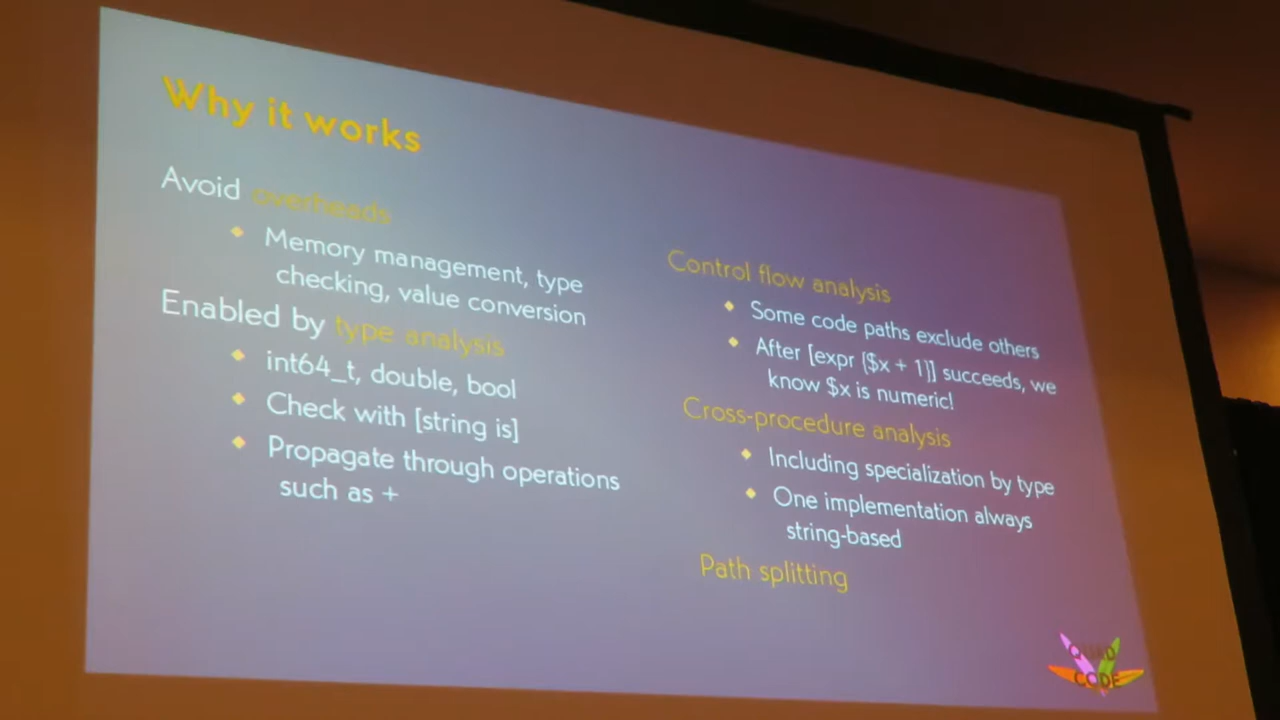 Why it works
Avoid overheads
Memory management, type
checking, value conversion
Enabled by type analysis
int64_t, double, bool
Check with [string is]
Propagate through operations
such as +
Control flow analysis
Some code paths exclude others
After [expr {$x + 1}] succeeds, we
know $x is numeric!
Cross-procedure analysis
Including specialization by type
One implementation always
string-based
Path splitting
QUAD
CODE